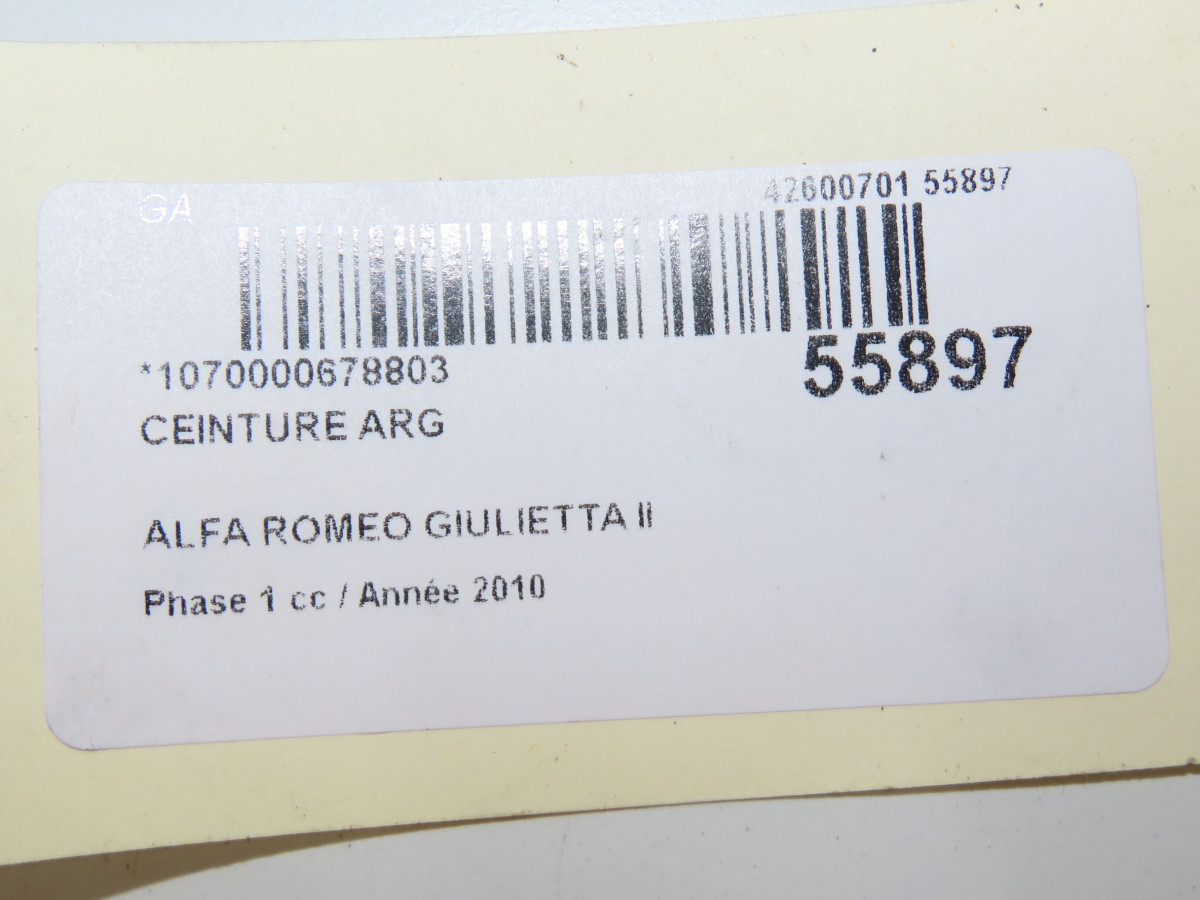 GA
42600701 55897
*1070000678803
55897
CEINTURE ARG
ALFA ROMEO GIULIETTA II
Phase 1 cc / Année 2010